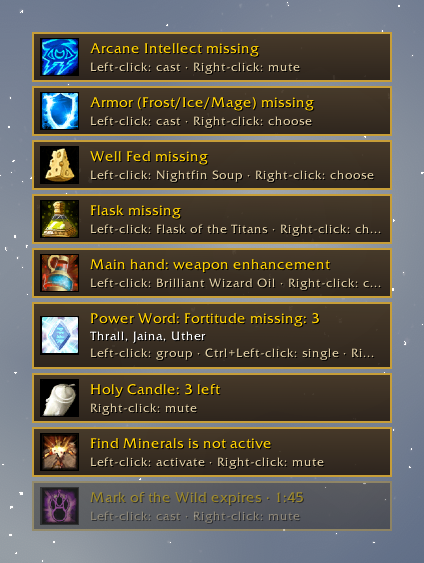 Arcane Intellect missing
Left-click: cast · Right-click: mute
Armor (Frost/Ice/Mage) missing
Left-click: cast · Right-click: choose
Well Fed missing
Left-click: Nightfin Soup · Right-click: choose
Flask missing
Left-click: Flask of the Titans · Right-click: ch...
Main hand: weapon enhancement
Left-click: Brilliant Wizard Oil · Right-click: c...
Power Word: Fortitude missing: 3
Thrall, Jaina, Uther
Left-click: group · Ctrl+Left-click: single · Ri...
Holy Candle: 3 left
Right-click: mute
Find Minerals is not active
Left-click: activate · Right-click: mute
Mark of the Wild expires · 1:45
Left-click: cast · Right-click: mute